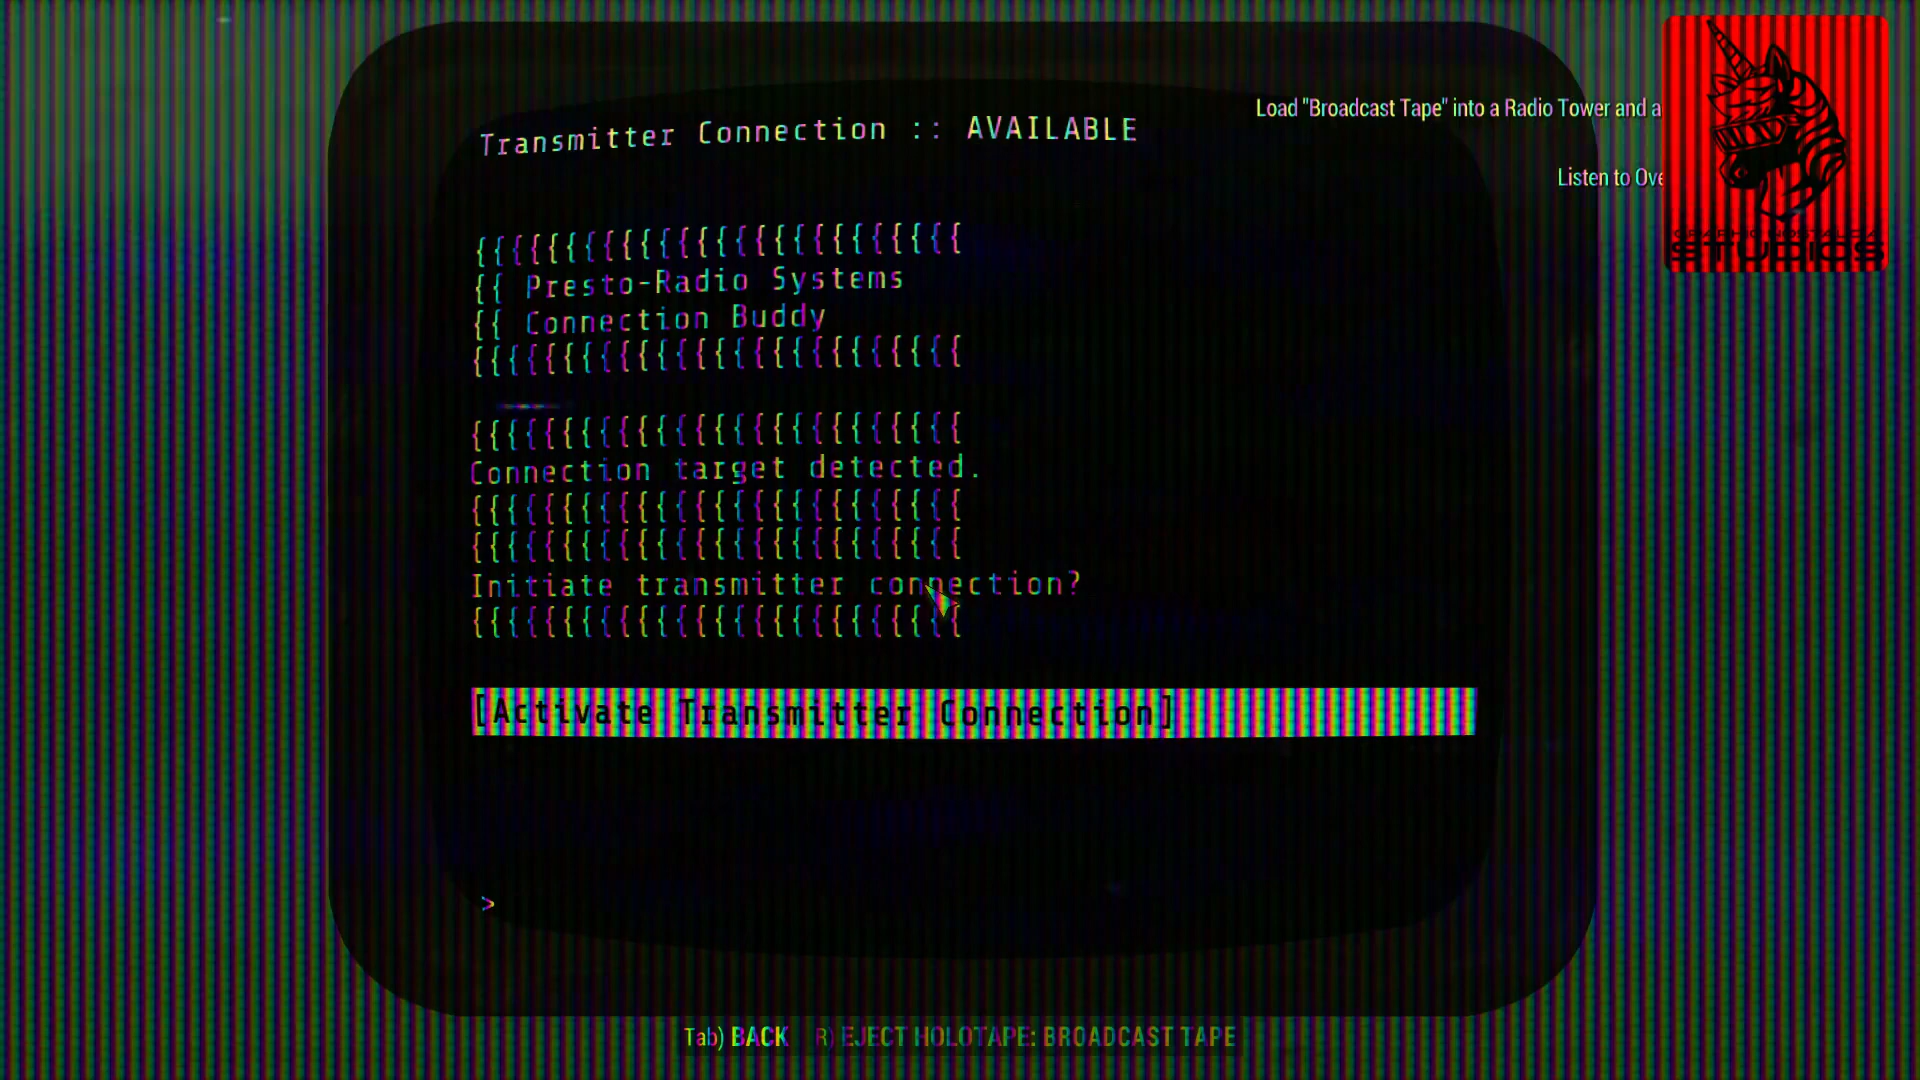 Load "Broadcast Tape" into a Radio Tower and a
Listen to Ove
Transmitter Connection :: AVAILABLE
{{{{{{{{{{{{{{{{{{{{{{{{{{
{{ Presto-Radio Systems
{{ Connection Buddy
{{{{{{{{{{{{{{{{{{{{{{{{{{
{{{{{{{{{{{{{{{{{{{{{{{{{{
Connection target detected.
{{{{{{{{{{{{{{{{{{{{{{{{{{
{{{{{{{{{{{{{{{{{{{{{{{{{{
Initiate transmitter connection?
{{{{{{{{{{{{{{{{{{{{{{{{{{
[Activate Transmitter Connection]
>
Tab) BACK R) EJECT HOLOTAPE: BROADCAST TAPE
STUDIOS